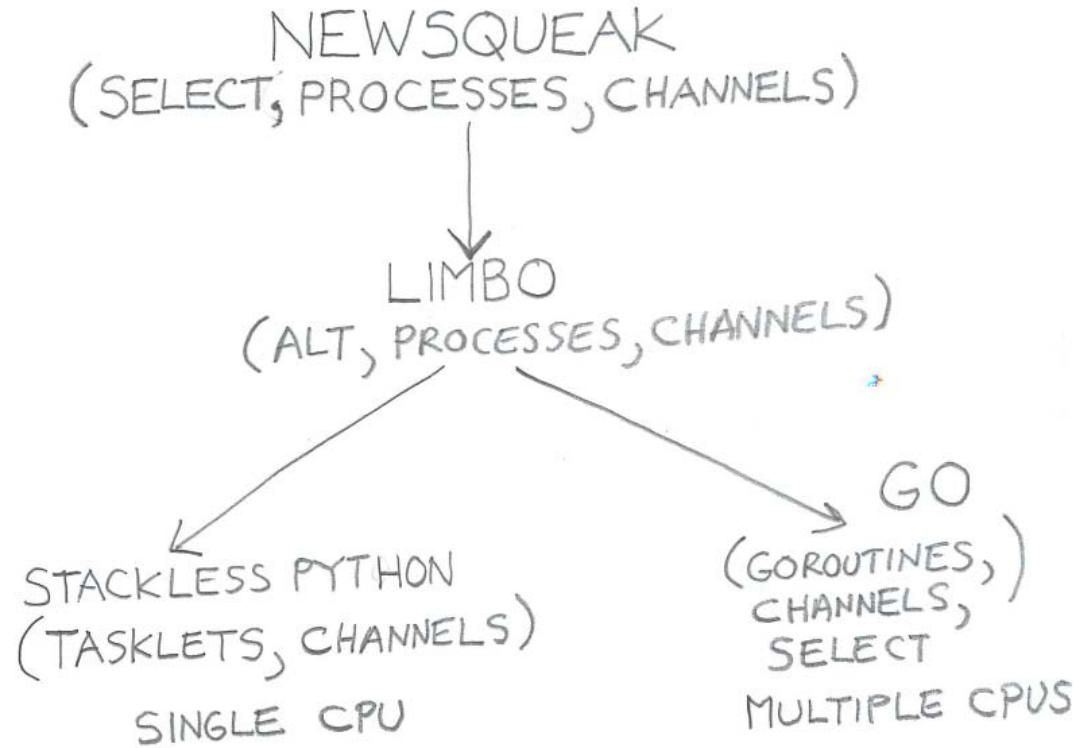 NEWSQUEAK
(SELECT, PROCESSES, CHANNELS)
LIMBO
(ALT, PROCESSES, CHANNELS)
STACKLESS PYTHON
(TASKLETS, CHANNELS)
SINGLE CPU
GO
(GOROUTINES,)
CHANNELS,
SELECT
MULTIPLE CPUS